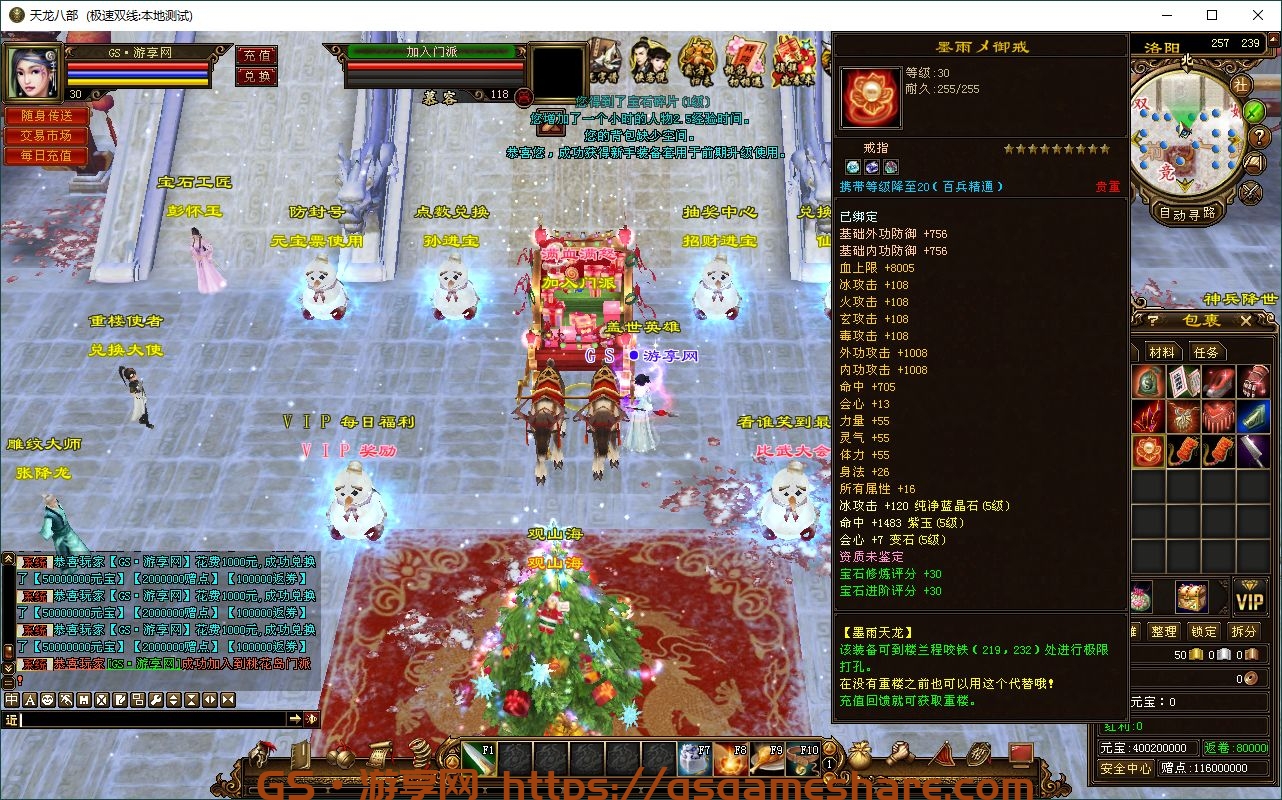 天龙八部 (极速双线:本地测试)
GS·游享网
30
充值
兑换
随身传送
交易市场
每日充值
加入门派
慕容
118
您得到了宝石碎片(1级)
您增加了一个小时的人物2.5经验时间。
您的背包缺少空间。
恭喜您，成功获得新手装备套用于前期升级使用。
洛阳
257 239
北
社
自动寻路
宝石工匠
彭怀玉
防封号
元宝票使用
点数兑换
孙进宝
抽奖中心
招财进宝
兑换
满血满怒
加入门派
盖世英雄
GS●游享网
重楼使者
兑换大使
VIP 每日福利
VIP 奖励
看谁笑到最
比武大会
雕纹大师
张降龙
观山海
观山海
神兵降世
墨雨メ御戒
等级:30
耐久:255/255
戒指
★★★★★★★★★
携带等级降至20(百兵精通)
贵重
已绑定
基础外功防御 +756
基础内功防御 +756
血上限 +8005
冰攻击 +108
火攻击 +108
玄攻击 +108
毒攻击 +108
外功攻击 +1008
内功攻击 +1008
命中 +705
会心 +13
力量 +55
灵气 +55
体力 +55
身法 +26
所有属性 +16
冰攻击 +120 纯净蓝晶石(5级)
命中 +1483 紫玉(5级)
会心 +7 变石(5级)
资质未鉴定
宝石修炼评分 +30
宝石进阶评分 +30
【墨雨天龙】
该装备可到楼兰程咬铁(219,232)处进行极限
打孔。
在没有重楼之前也可以用这个代替哦!
充值回馈就可获取重楼。
? 包裹 X
材料
任务
VIP
整理
锁定
拆分
50 0 0
0
元宝:0
红利:0
元宝:400200000
返卷:80000
安全中心
赠点:116000000
系统 恭喜玩家【GS·游享网】花费1000元,成功兑换
了【50000000元宝】【2000000赠点】【100000返券】
系统 恭喜玩家【GS·游享网】花费1000元,成功兑换
了【50000000元宝】【2000000赠点】【100000返券】
系统 恭喜玩家【GS·游享网】花费1000元,成功兑换
了【50000000元宝】【2000000赠点】【100000返券】
系统 恭喜玩家[GS·游享网]成功加入到桃花岛门派
!
近
F1
F7
F8
F9
F10
1
GS·游享网 https://gsgameshare.com